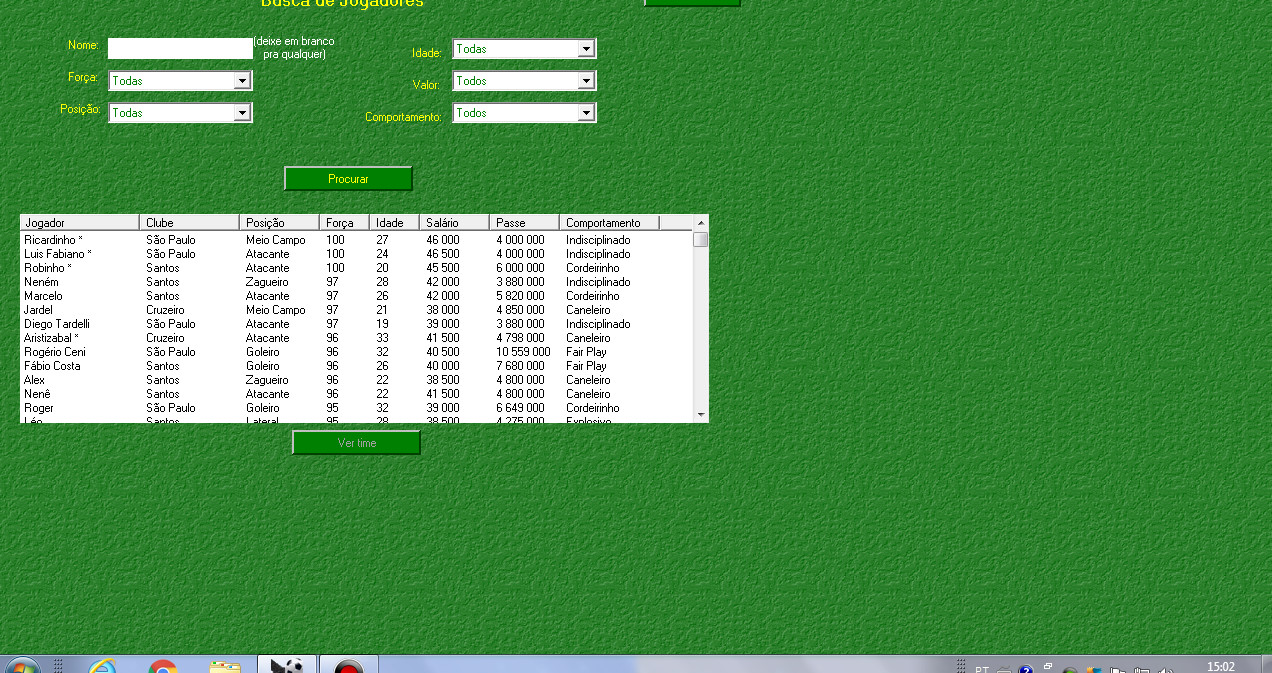 Busca de Jogadores
Nome:
(deixe em branco
pra qualquer)
Idade:
Todas
Força:
Todas
Valor:
Todos
Posição:
Todas
Comportamento:
Todos
Procurar
Jogador Clube Posição Força Idade Salário Passe Comportamento
Ricardinho * São Paulo Meio Campo 100 27 46 000 4 000 000 Indisciplinado
Luis Fabiano * São Paulo Atacante 100 24 46 500 4 000 000 Indisciplinado
Robinho * Santos Atacante 100 20 45 500 6 000 000 Cordeirinho
Neném Santos Zagueiro 97 28 42 000 3 880 000 Indisciplinado
Marcelo Santos Atacante 97 26 42 000 5 820 000 Cordeirinho
Jardel Cruzeiro Meio Campo 97 21 38 000 4 850 000 Caneleiro
Diego Tardelli São Paulo Atacante 97 19 39 000 3 880 000 Indisciplinado
Aristizabal * Cruzeiro Atacante 96 33 41 500 4 798 000 Caneleiro
Rogério Ceni São Paulo Goleiro 96 32 40 500 10 559 000 Fair Play
Fábio Costa Santos Goleiro 96 26 40 000 7 680 000 Fair Play
Alex Santos Zagueiro 96 22 38 500 4 800 000 Caneleiro
Nenê Santos Atacante 96 22 41 500 4 800 000 Caneleiro
Roger São Paulo Goleiro 95 32 39 000 6 649 000 Cordeirinho
Léo Santos Lateral 95 28 38 500 4 275 000 Explosivo
Ver time
PT
15:02